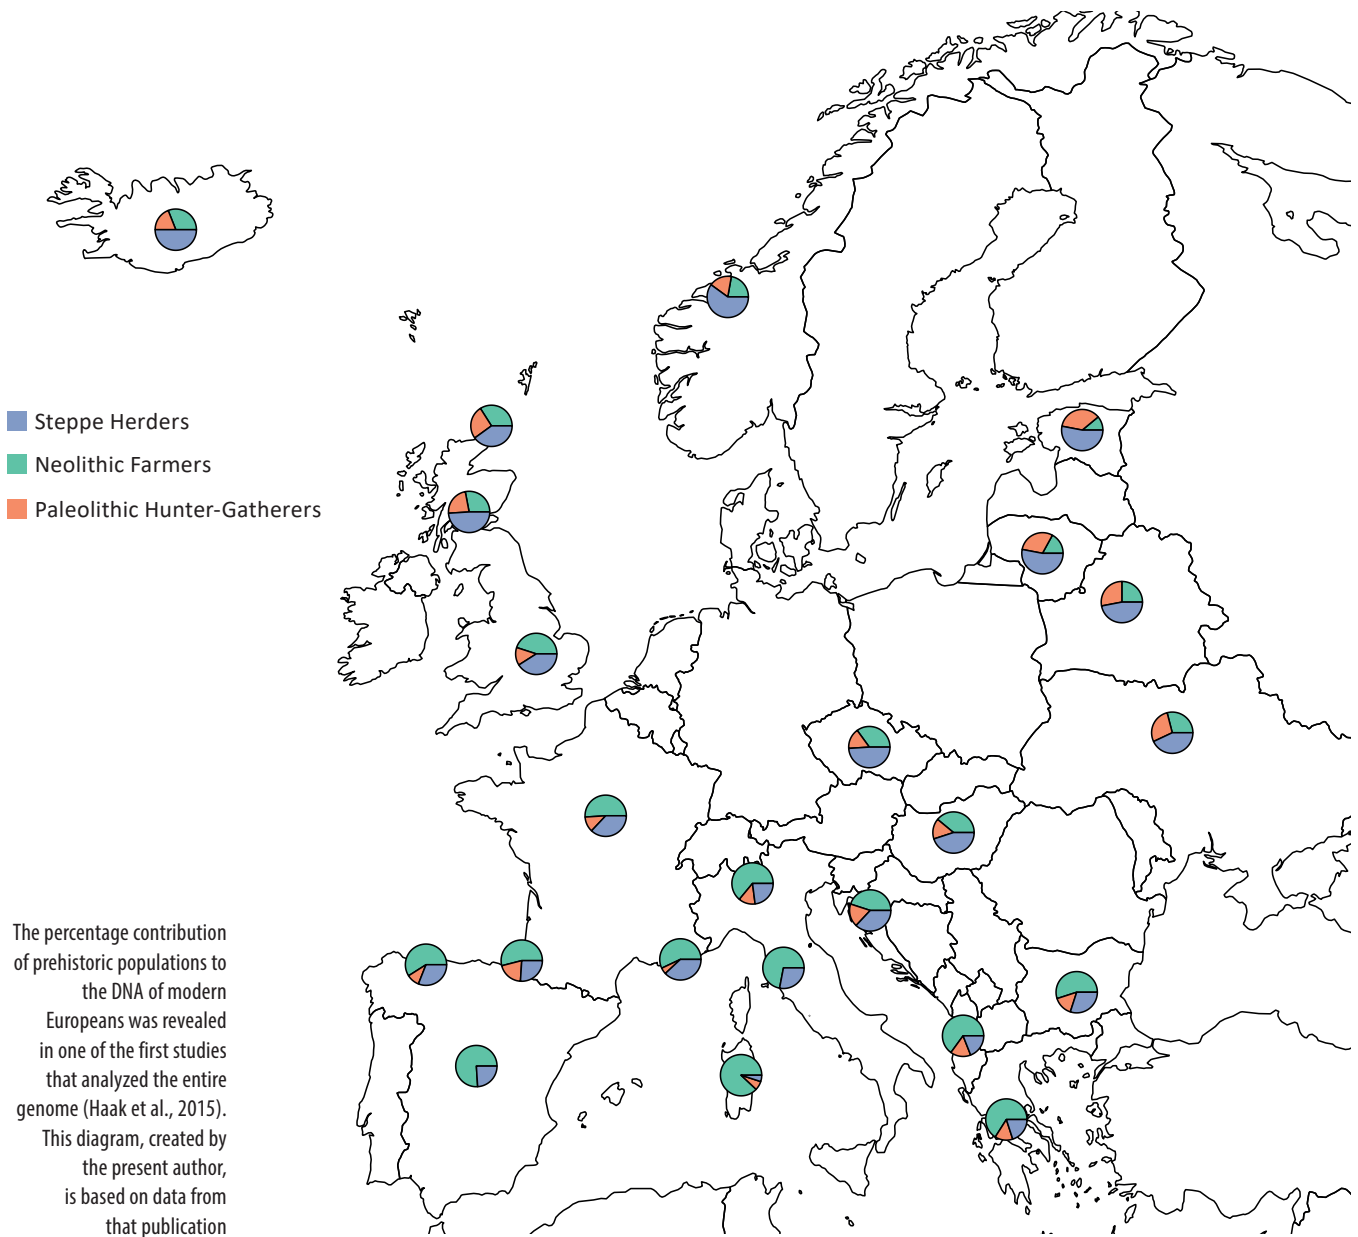 Steppe Herders
Neolithic Farmers
Paleolithic Hunter-Gatherers
The percentage contribution
of prehistoric populations to
the DNA of modern
Europeans was revealed
in one of the first studies
that analyzed the entire
genome (Haak et al., 2015).
This diagram, created by
the present author,
is based on data from
that publication